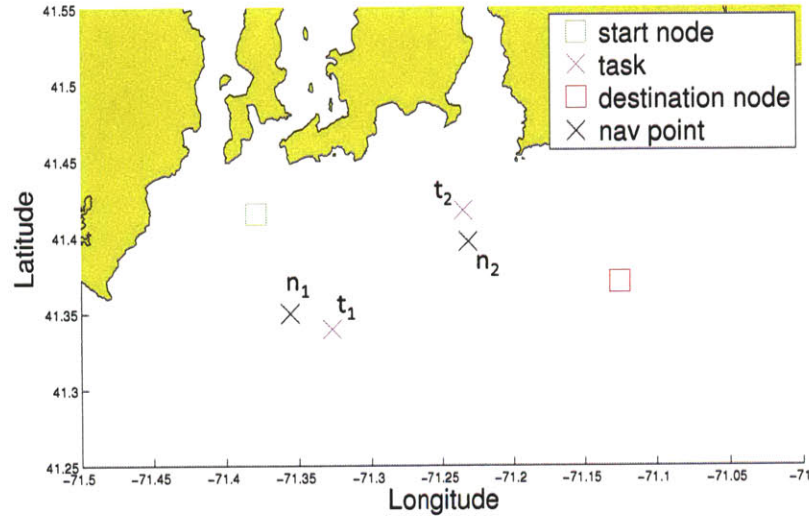 41.55
41.5
41.45
41.4
41.35
41.3
41.25
Latitude
start node
task
destination node
nav point
t2
n2
n1
t1
-71.5
-71.45
-71.4
-71.35
-71.3
-71.25
-71.2
-71.15
-71.1
-71.05
-71
Longitude